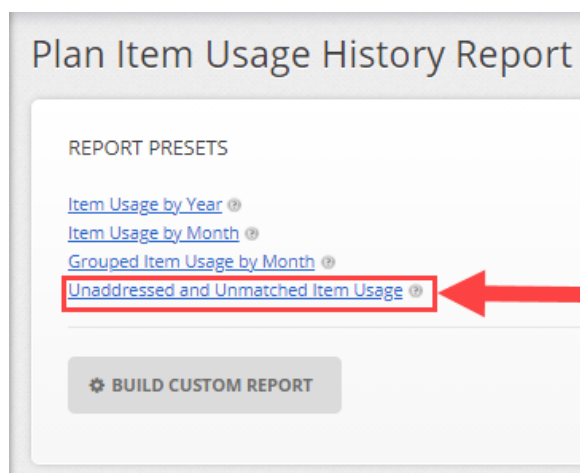 Plan Item Usage History Report
REPORT PRESETS
Item Usage by Year
Item Usage by Month
Grouped Item Usage by Month
Unaddressed and Unmatched Item Usage
BUILD CUSTOM REPORT